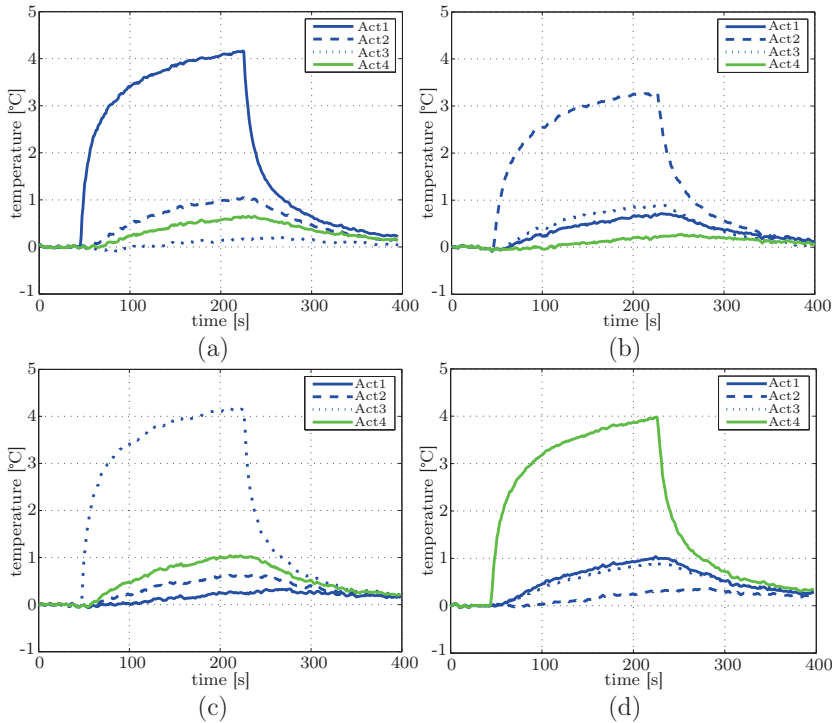 5
4
3
2
1
0
-1
temperature [°C]
Act1
Act2
Act3
Act4
0
100
200
300
400
time [s]
(a)
5
4
3
2
1
0
-1
temperature [°C]
Act1
Act2
Act3
Act4
0
100
200
300
400
time [s]
(b)
5
4
3
2
1
0
-1
temperature [°C]
Act1
Act2
Act3
Act4
0
100
200
300
400
time [s]
(c)
5
4
3
2
1
0
-1
temperature [°C]
Act1
Act2
Act3
Act4
0
100
200
300
400
time [s]
(d)